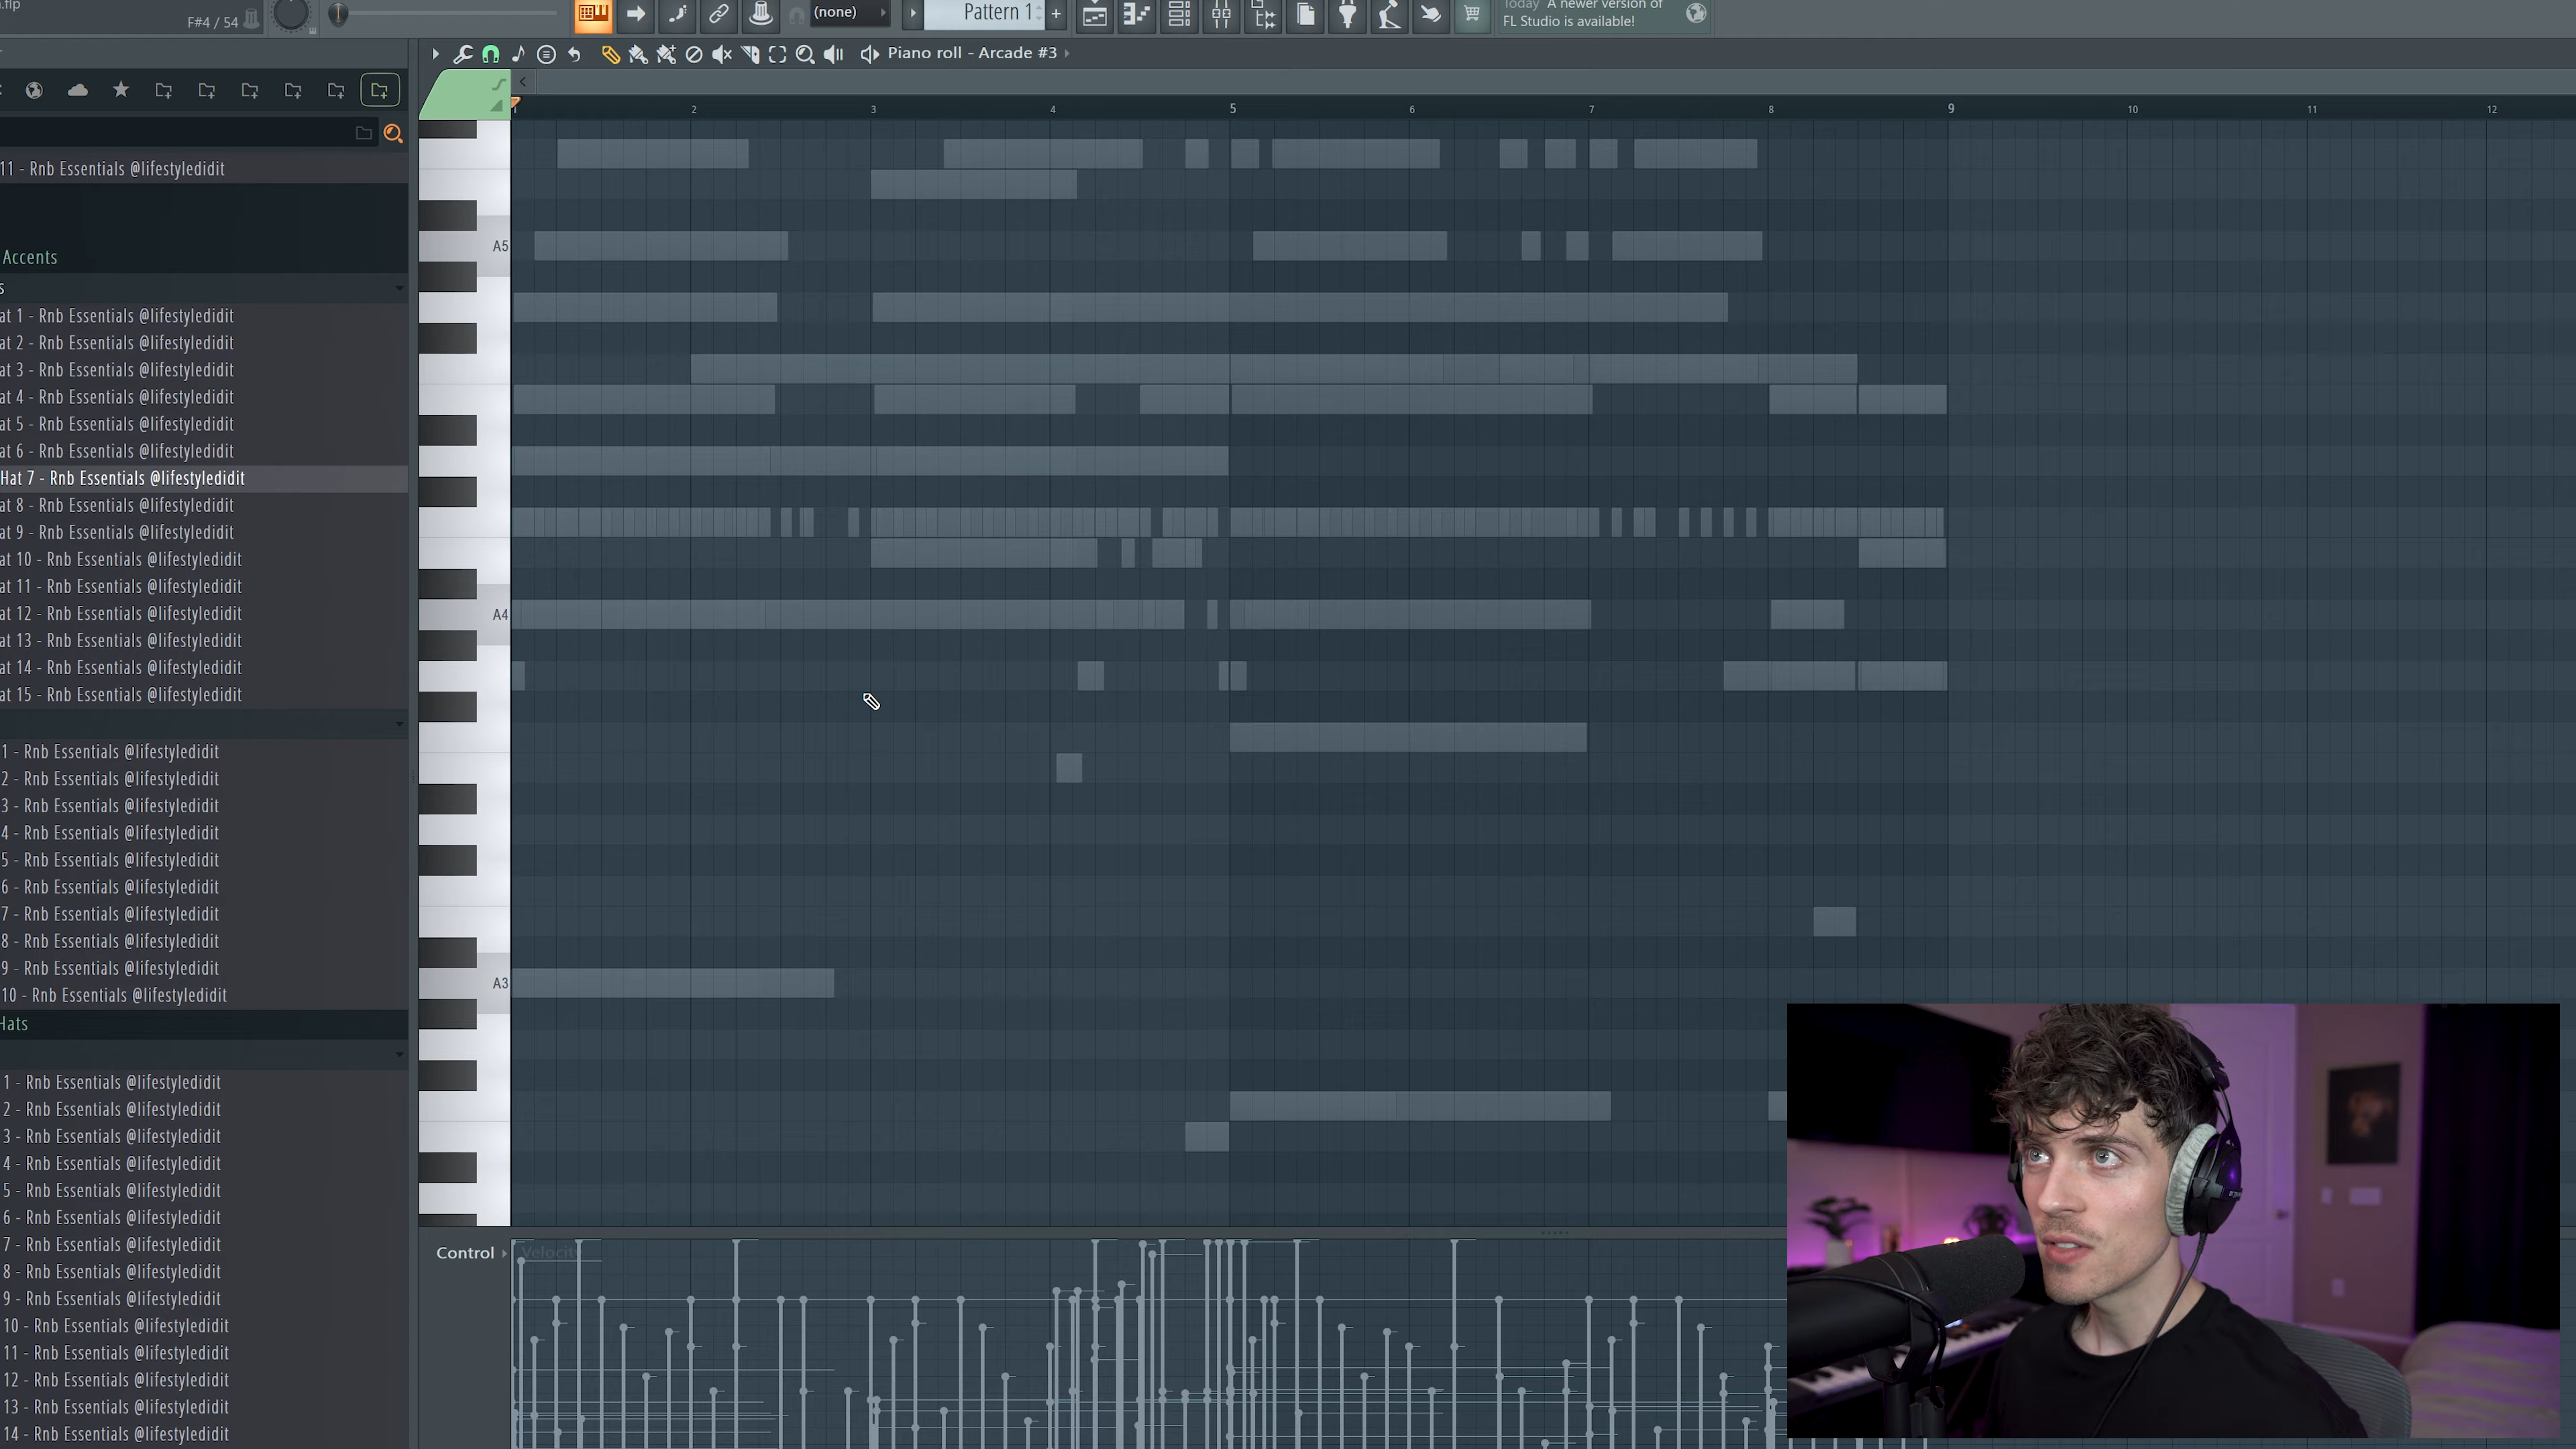 .flp
F#4 / 54
(none)
Pattern 1
Today A newer version of
FL Studio is available!
Piano roll - Arcade #3
2 3 4 5 6 7 8 9 10 11 12
11 - Rnb Essentials @lifestyledidit
Accents
s
at 1 - Rnb Essentials @lifestyledidit
at 2 - Rnb Essentials @lifestyledidit
at 3 - Rnb Essentials @lifestyledidit
at 4 - Rnb Essentials @lifestyledidit
at 5 - Rnb Essentials @lifestyledidit
at 6 - Rnb Essentials @lifestyledidit
Hat 7 - Rnb Essentials @lifestyledidit
at 8 - Rnb Essentials @lifestyledidit
at 9 - Rnb Essentials @lifestyledidit
at 10 - Rnb Essentials @lifestyledidit
at 11 - Rnb Essentials @lifestyledidit
at 12 - Rnb Essentials @lifestyledidit
at 13 - Rnb Essentials @lifestyledidit
at 14 - Rnb Essentials @lifestyledidit
at 15 - Rnb Essentials @lifestyledidit
1 - Rnb Essentials @lifestyledidit
2 - Rnb Essentials @lifestyledidit
3 - Rnb Essentials @lifestyledidit
4 - Rnb Essentials @lifestyledidit
5 - Rnb Essentials @lifestyledidit
6 - Rnb Essentials @lifestyledidit
7 - Rnb Essentials @lifestyledidit
8 - Rnb Essentials @lifestyledidit
9 - Rnb Essentials @lifestyledidit
10 - Rnb Essentials @lifestyledidit
Hats
1 - Rnb Essentials @lifestyledidit
2 - Rnb Essentials @lifestyledidit
3 - Rnb Essentials @lifestyledidit
4 - Rnb Essentials @lifestyledidit
5 - Rnb Essentials @lifestyledidit
6 - Rnb Essentials @lifestyledidit
7 - Rnb Essentials @lifestyledidit
8 - Rnb Essentials @lifestyledidit
9 - Rnb Essentials @lifestyledidit
10 - Rnb Essentials @lifestyledidit
11 - Rnb Essentials @lifestyledidit
12 - Rnb Essentials @lifestyledidit
13 - Rnb Essentials @lifestyledidit
14 - Rnb Essentials @lifestyledidit
A5
A4
A3
Control
Velocity